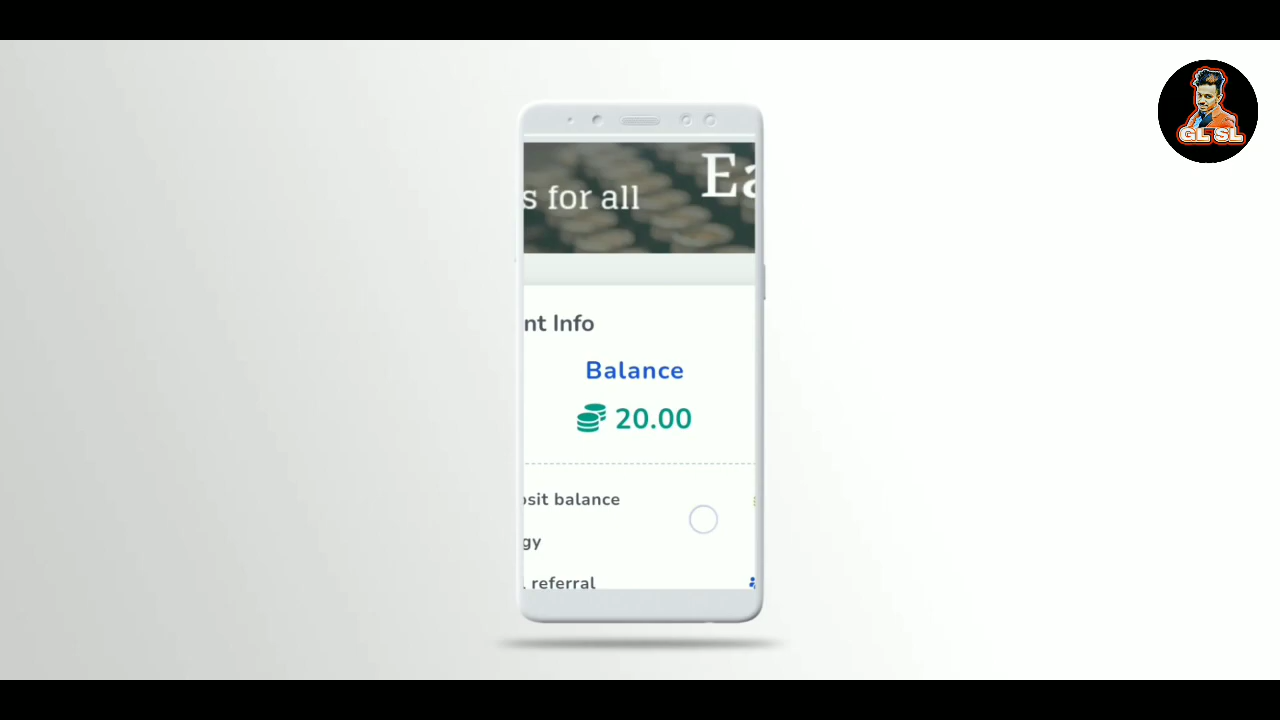 s for all
Ea
nt Info
Balance
20.00
osit balance
gy
referral
GL SL